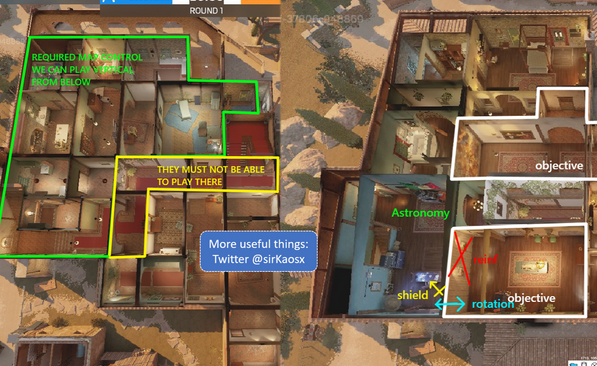 ROUND 1
REQUIRED MAP CONTROL
WE CAN PLAY VERTICAL
FROM BELOW
THEY MUST NOT BE ABLE
TO PLAY THERE
More useful things:
Twitter @sirKaosx
objective
Astronomy
shield
rotation
objective